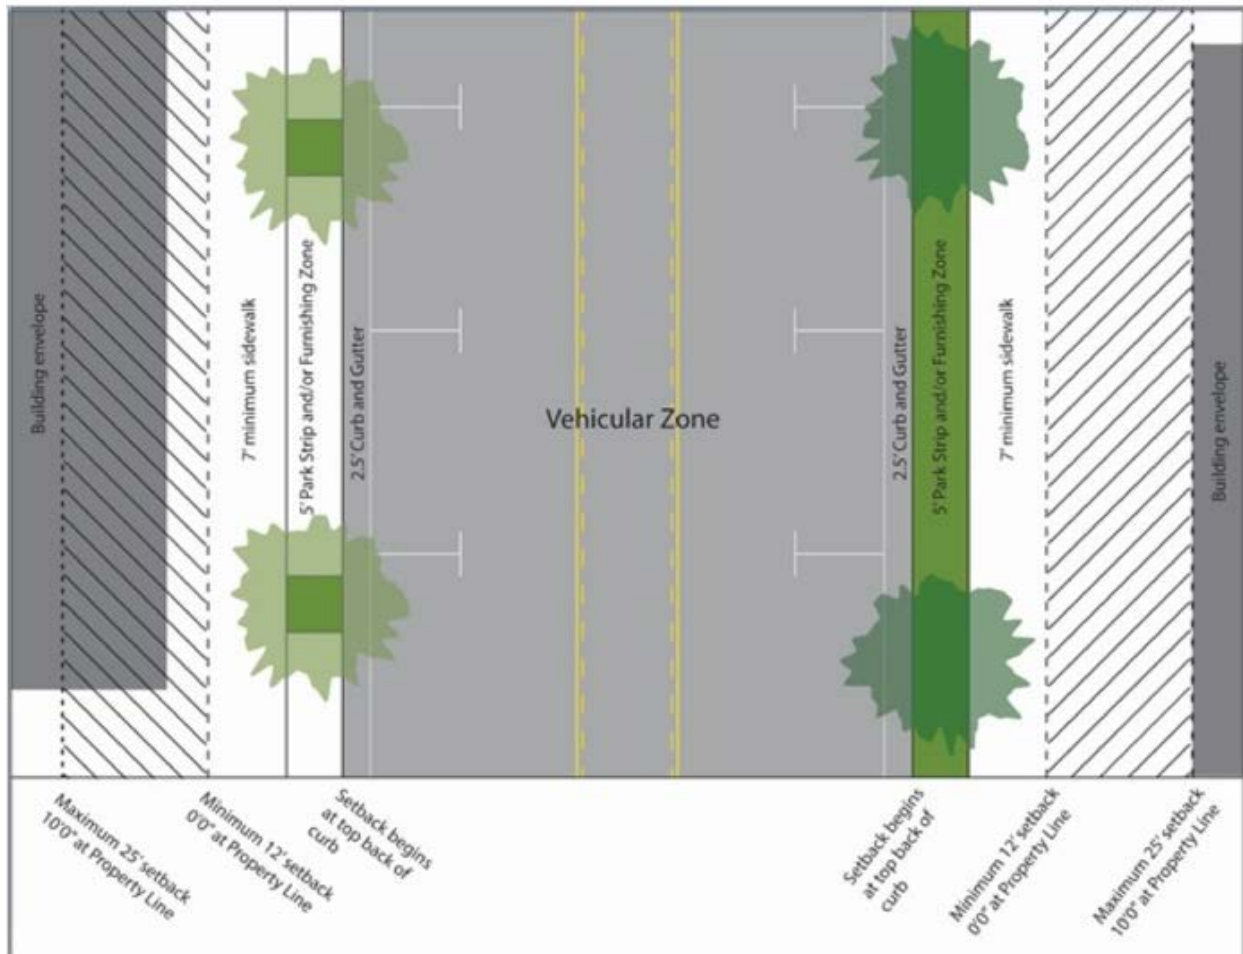 Building envelope
7' minimum sidewalk
5' Park Strip and/or Furnishing Zone
2.5' Curb and Gutter
Vehicular Zone
2.5' Curb and Gutter
5' Park Strip and/or Furnishing Zone
7' minimum sidewalk
Building envelope
Maximum 25' setback
10'0" at Property Line
Minimum 12' setback
0'0" at Property Line
Setback begins
at top back of
curb
Setback begins
at top back of
curb
Minimum 12' setback
0'0" at Property Line
Maximum 25' setback
10'0" at Property Line